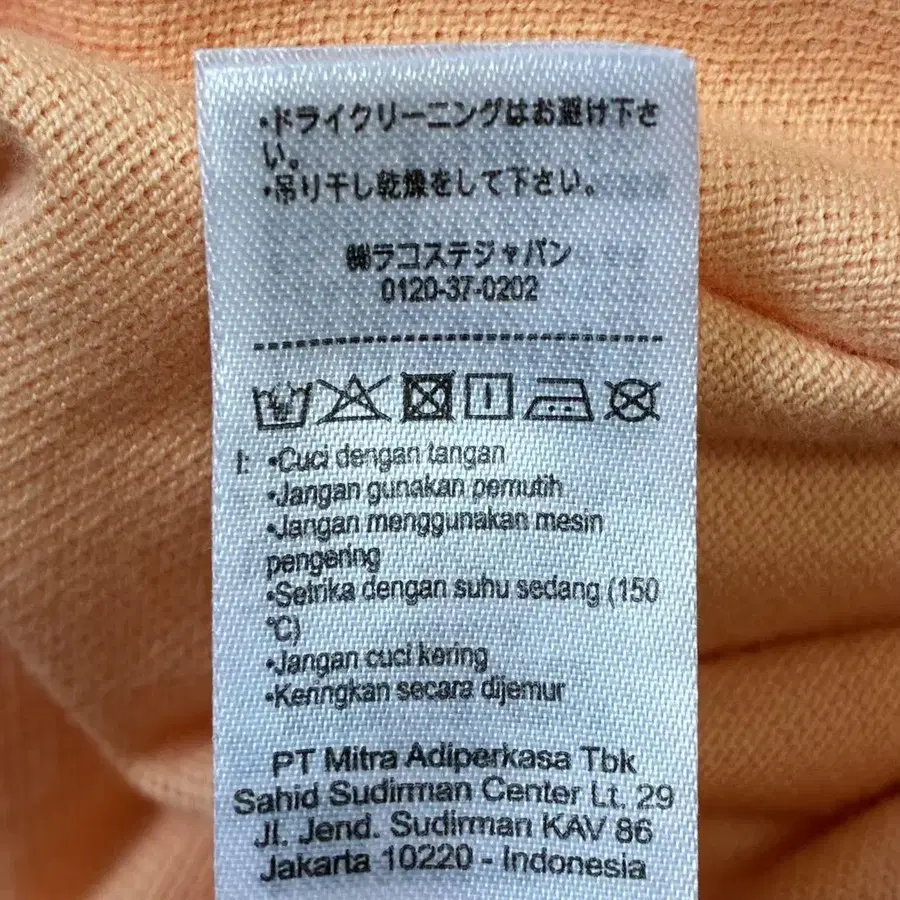 ・ドライクリーニングはお避け下さ
い。
・吊り干し乾燥をして下さい。
㈱ラコステジャパン
0120-37-0202
I: •Cuci dengan tangan
•Jangan gunakan pemutih
•Jangan menggunakan mesin
pengering
•Setrika dengan suhu sedang (150
°C)
•Jangan cuci kering
•Keringkan secara dijemur
PT Mitra Adiperkasa Tbk
Sahid Sudirman Center Lt. 29
Jl. Jend. Sudirman KAV 86
Jakarta 10220 - Indonesia